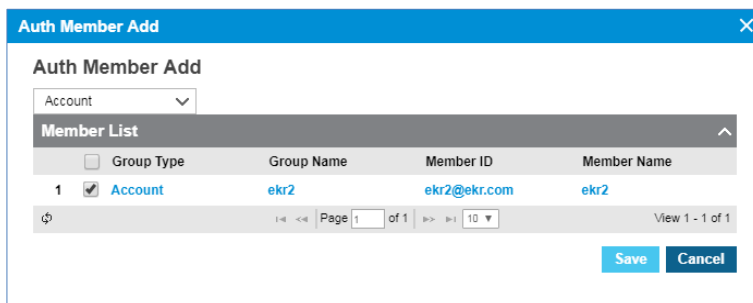 Auth Member Add
Auth Member Add
Account
Member List
Group Type Group Name Member ID Member Name
1 Account ekr2 ekr2@ekr.com ekr2
Page 1 of 1 10 View 1 - 1 of 1
Save Cancel